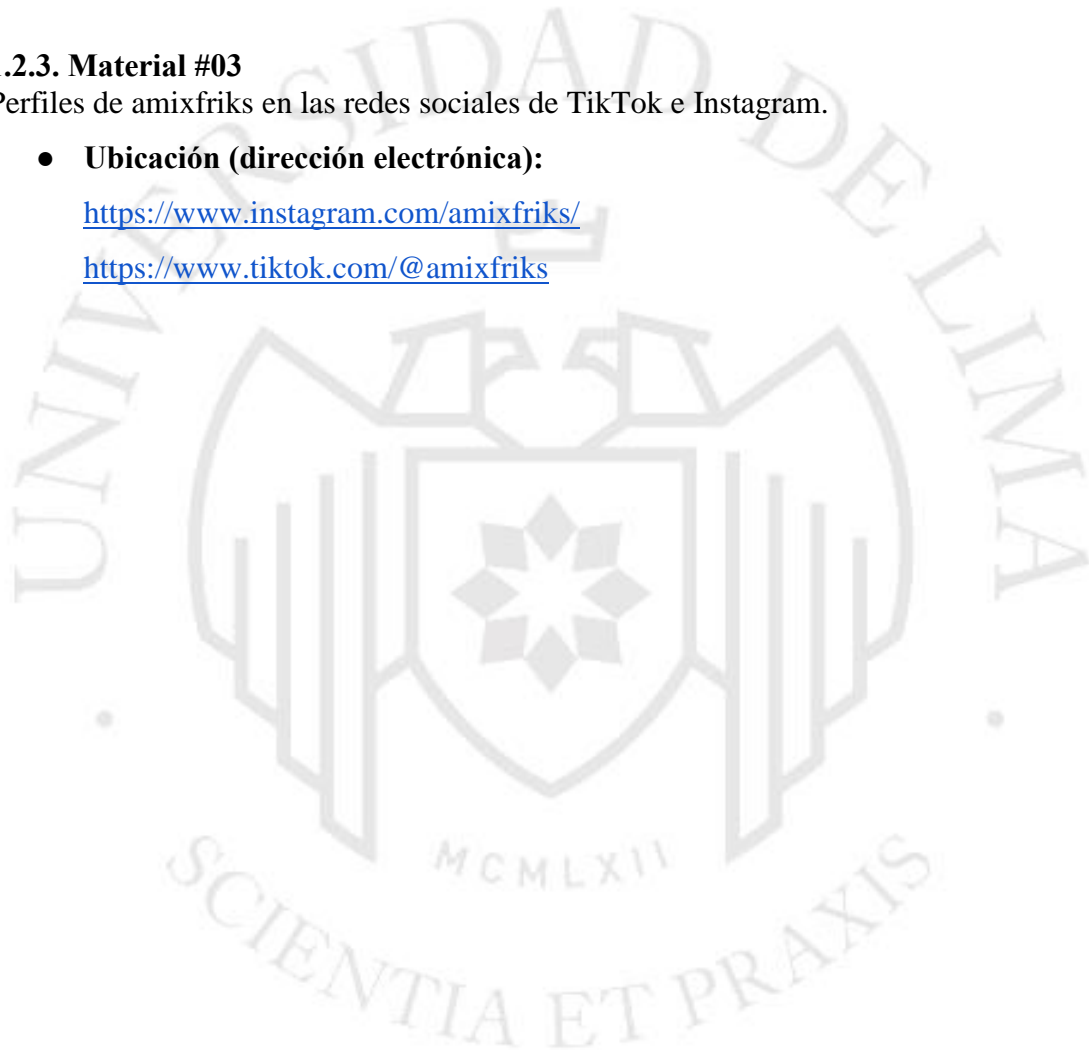 .2.3. Material #03
Perfiles de amixfriks en las redes sociales de TikTok e Instagram.
● Ubicación (dirección electrónica):
https://www.instagram.com/amixfriks/
https://www.tiktok.com/@amixfriks
UNIVERSIDAD DE LIMA
MCMLXII
SCIENTIA ET PRAXIS